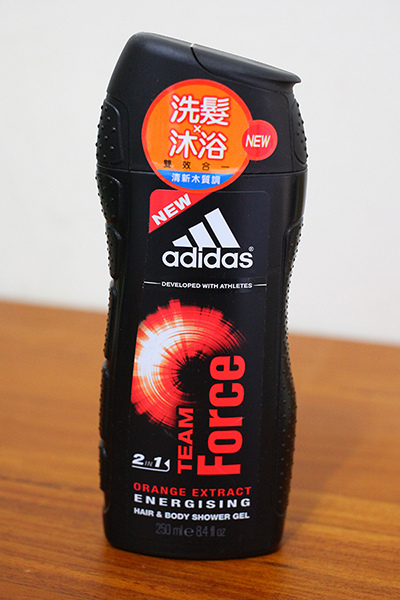 洗髮
×
沐浴
雙效合一
清新木質調
NEW
NEW
adidas®
DEVELOPED WITH ATHLETES
2 IN 1
TEAM
Force
ORANGE EXTRACT
ENERGISING
HAIR & BODY SHOWER GEL
250 ml e 8.4 fl oz